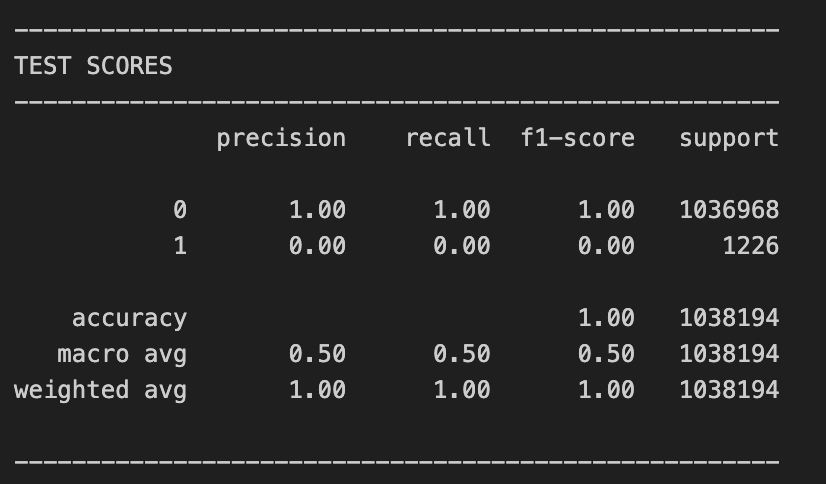 -----------------------------------------------------
TEST SCORES
-----------------------------------------------------
precision recall f1-score support
0 1.00 1.00 1.00 1036968
1 0.00 0.00 0.00 1226
accuracy 1.00 1038194
macro avg 0.50 0.50 0.50 1038194
weighted avg 1.00 1.00 1.00 1038194
-----------------------------------------------------